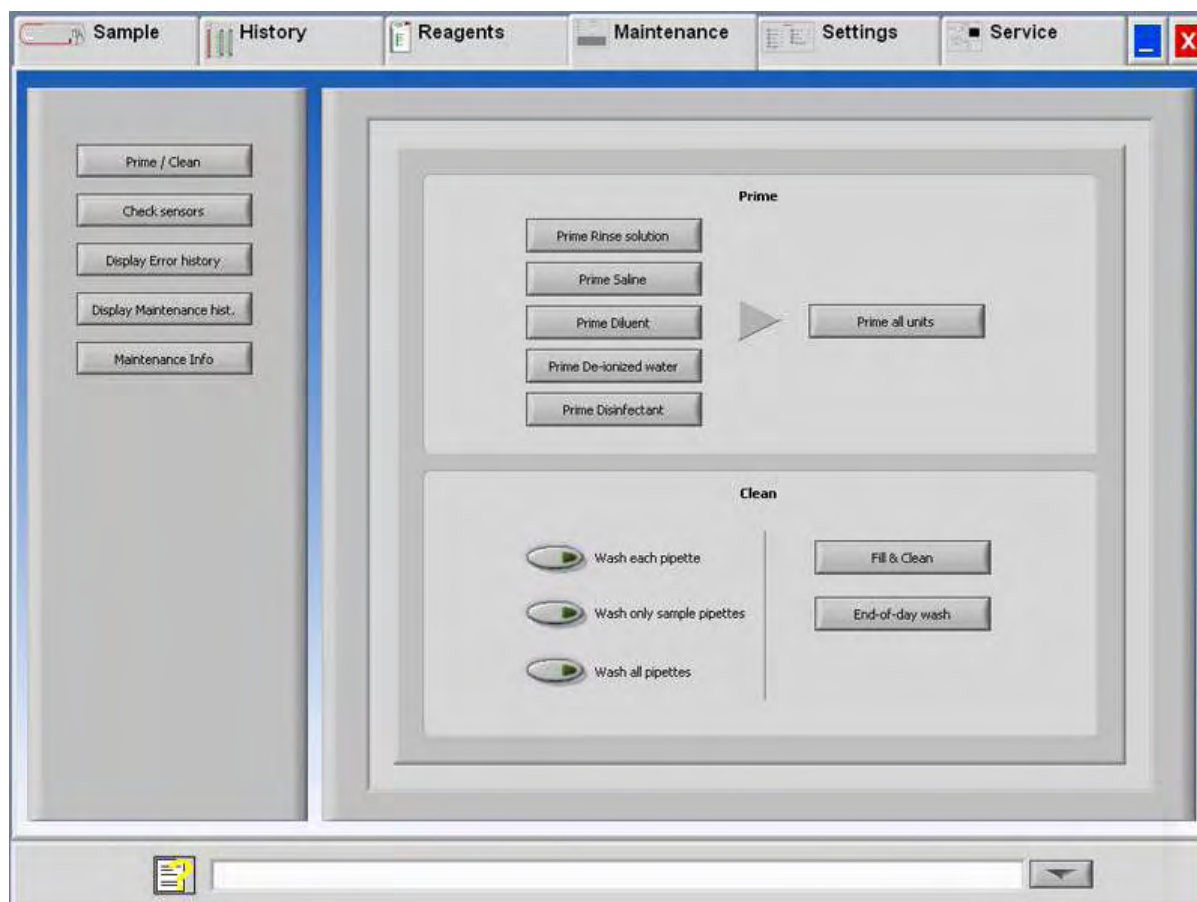 Sample
History
Reagents
Maintenance
Settings
Service
X
Prime / Clean
Check sensors
Display Error history
Display Maintenance hist.
Maintenance Info
Prime
Prime Rinse solution
Prime Saline
Prime Diluent
Prime De-ionized water
Prime Disinfectant
Prime all units
Clean
Wash each pipette
Wash only sample pipettes
Wash all pipettes
Fill & Clean
End-of-day wash
?